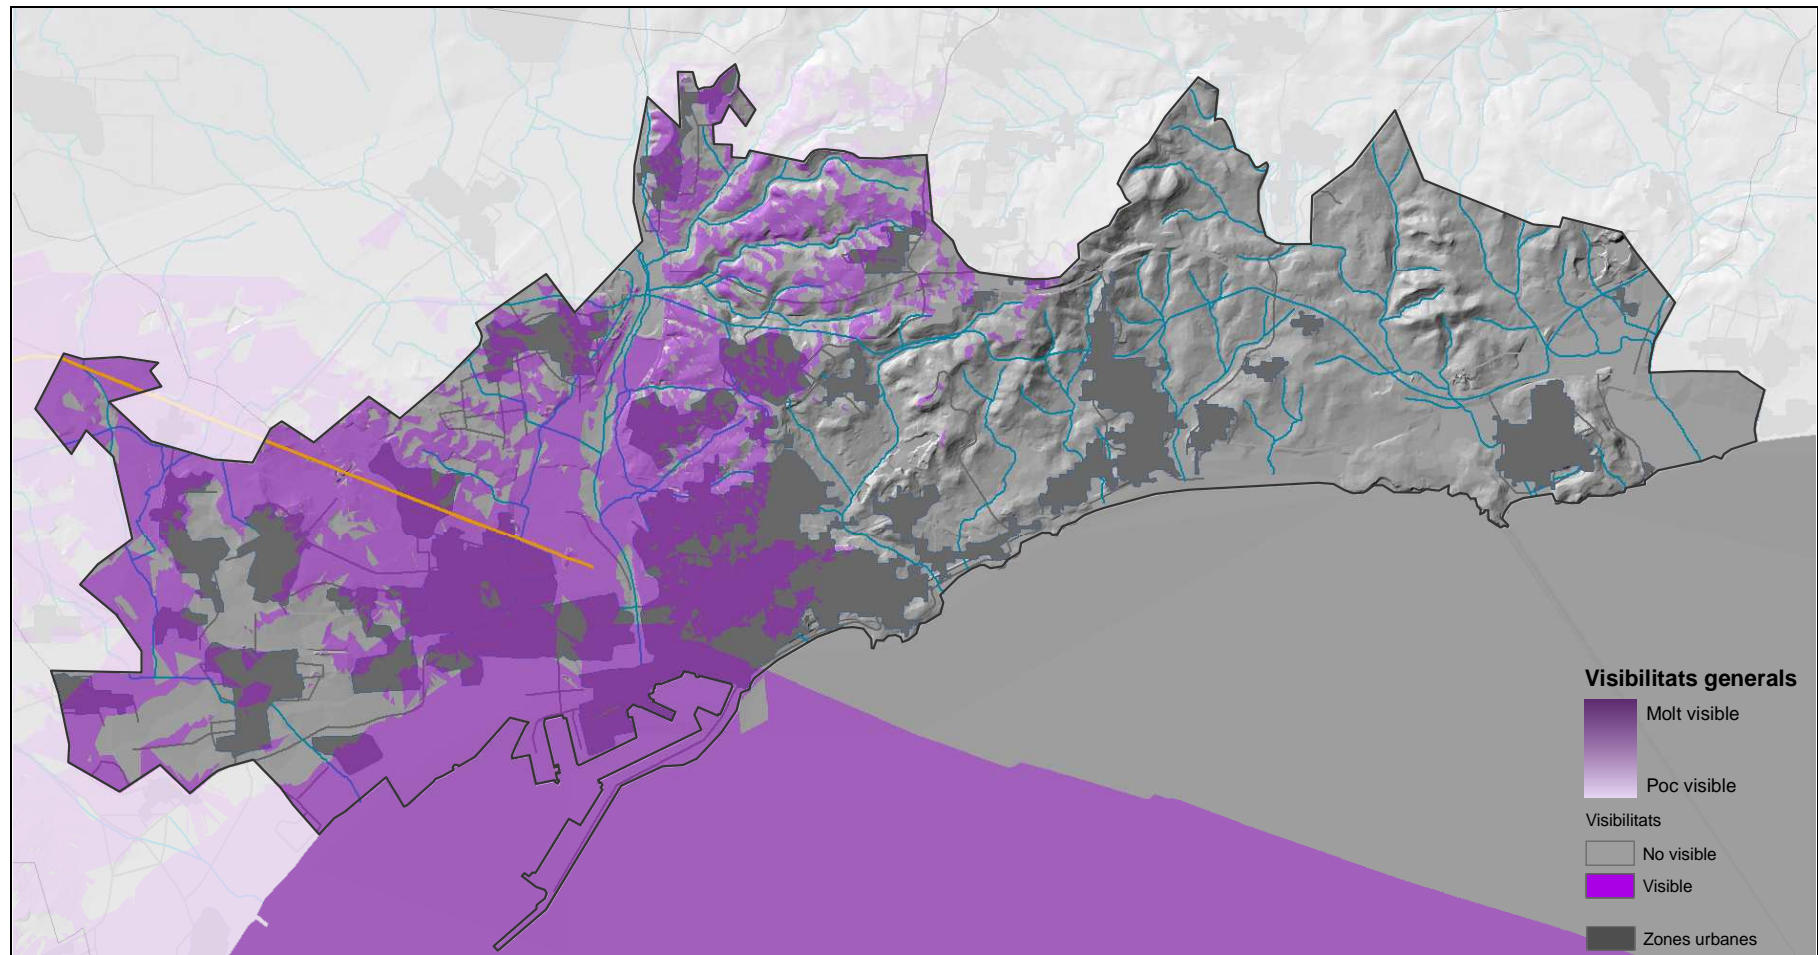 Visibilitats generals
Molt visible
Poc visible
Visibilitats
No visible
Visible
Zones urbanes